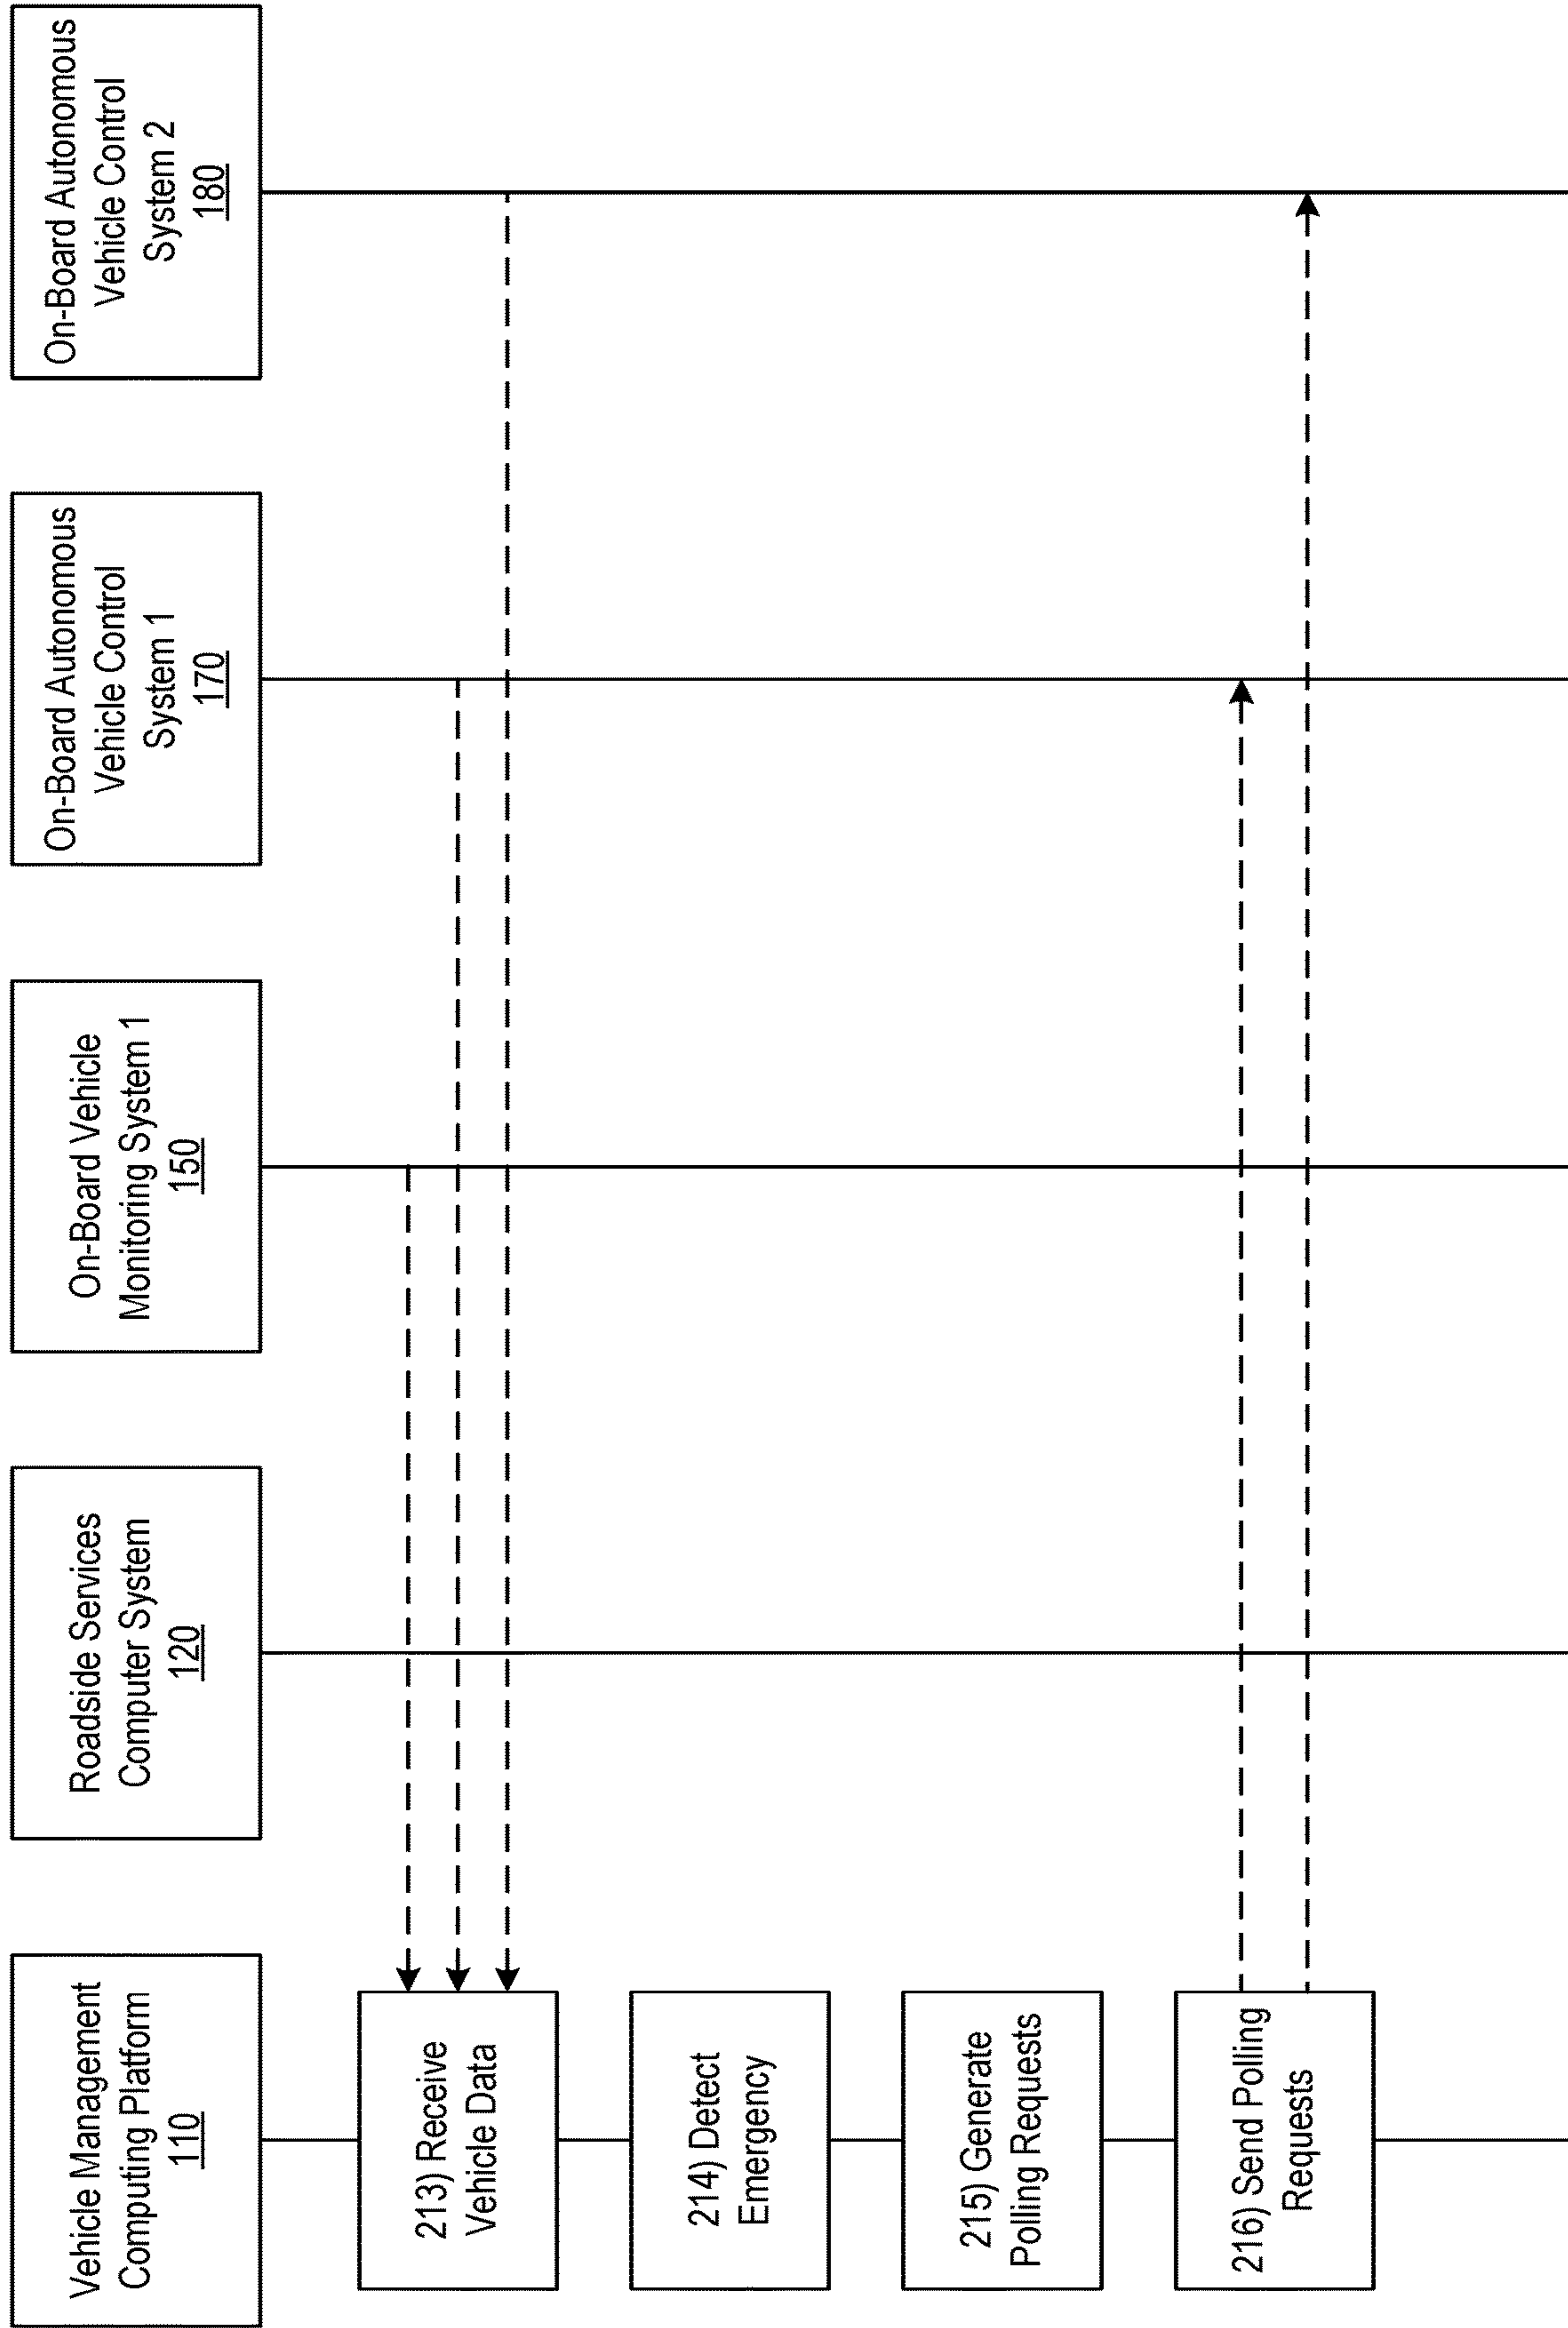 Vehicle Management
Computing Platform
110
Roadside Services
Computer System
120
On-Board Vehicle
Monitoring System 1
150
On-Board Autonomous
Vehicle Control
System 1
170
On-Board Autonomous
Vehicle Control
System 2
180
213) Receive
Vehicle Data
214) Detect
Emergency
215) Generate
Polling Requests
216) Send Polling
Requests